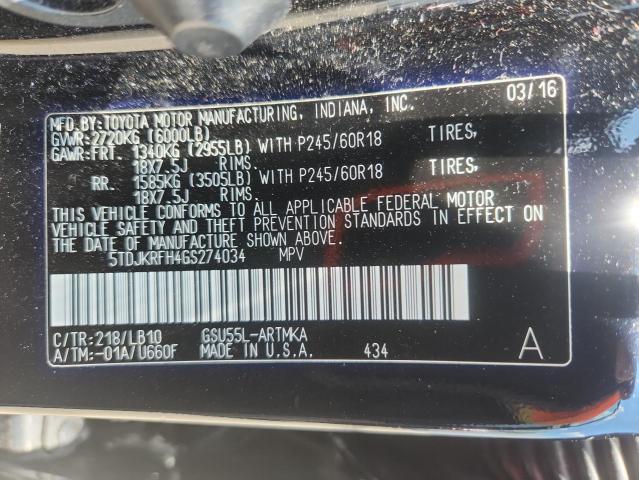 MFD. BY: TOYOTA MOTOR MANUFACTURING, INDIANA, INC. 03/16
GVWR: 2720KG (6000LB)
GAWR: FRT. 1340KG (2955LB) WITH P245/60R18 TIRES,
18X7.5J RIMS.
RR. 1585KG (3505LB) WITH P245/60R18 TIRES,
18X7.5J RIMS.
THIS VEHICLE CONFORMS TO ALL APPLICABLE FEDERAL MOTOR
VEHICLE SAFETY AND THEFT PREVENTION STANDARDS IN EFFECT ON
THE DATE OF MANUFACTURE SHOWN ABOVE.
5TDJKRFH4GS274034 MPV
C/TR: 218/LB10 GSU55L-ARTMKA
A/TM: -01A/U660F MADE IN U.S.A. 434 A